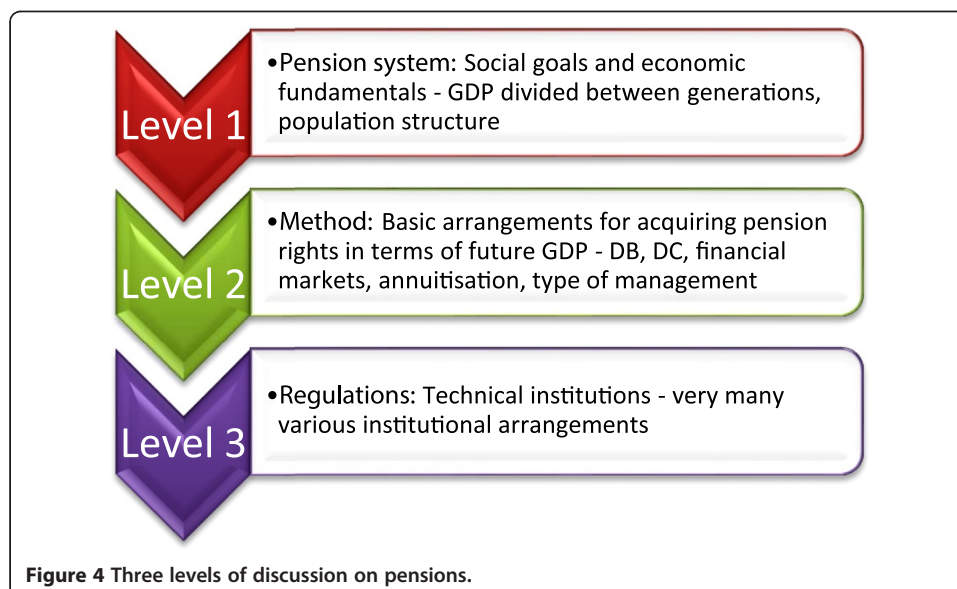 Level 1
•Pension system: Social goals and economic
fundamentals - GDP divided between generations,
population structure
Level 2
•Method: Basic arrangements for acquiring pension
rights in terms of future GDP - DB, DC, financial
markets, annuitisation, type of management
Level 3
•Regulations: Technical institutions - very many
various institutional arrangements
Figure 4 Three levels of discussion on pensions.